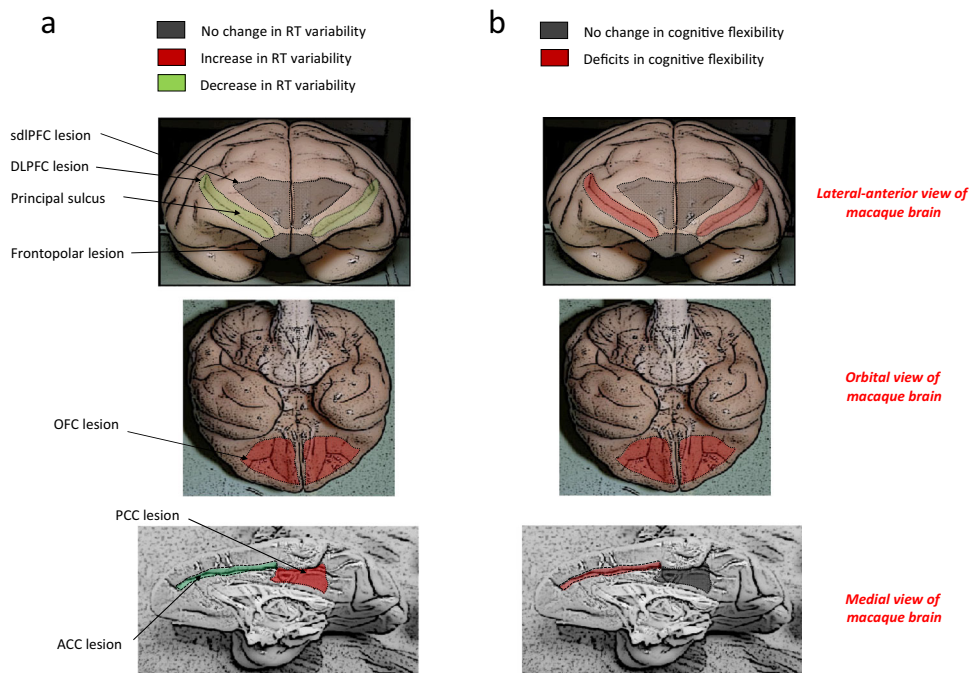 a
No change in RT variability
Increase in RT variability
Decrease in RT variability
sdlPFC lesion
DLPFC lesion
Principal sulcus
Frontopolar lesion
OFC lesion
PCC lesion
ACC lesion
b
No change in cognitive flexibility
Deficits in cognitive flexibility
Lateral-anterior view of
macaque brain
Orbital view of
macaque brain
Medial view of
macaque brain